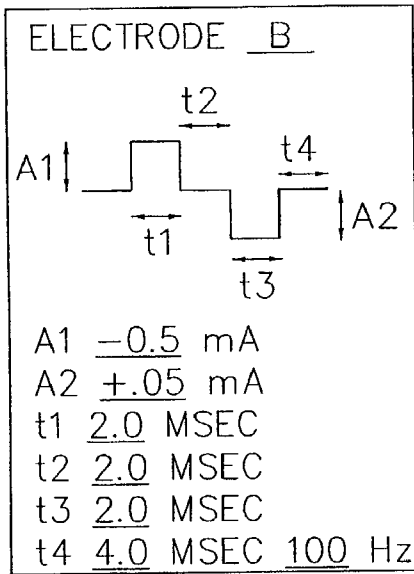 ELECTRODE B
t2
A1
t4
t1
A2
t3
A1 -0.5 mA
A2 +.05 mA
t1 2.0 MSEC
t2 2.0 MSEC
t3 2.0 MSEC
t4 4.0 MSEC 100 Hz